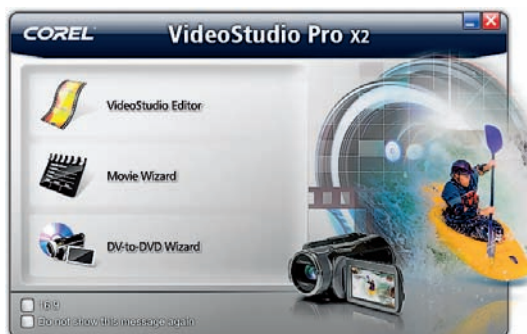 COREL
VideoStudio Pro X2
VideoStudio Editor
Movie Wizard
DV-to-DVD Wizard
16:9
Do not show this message again